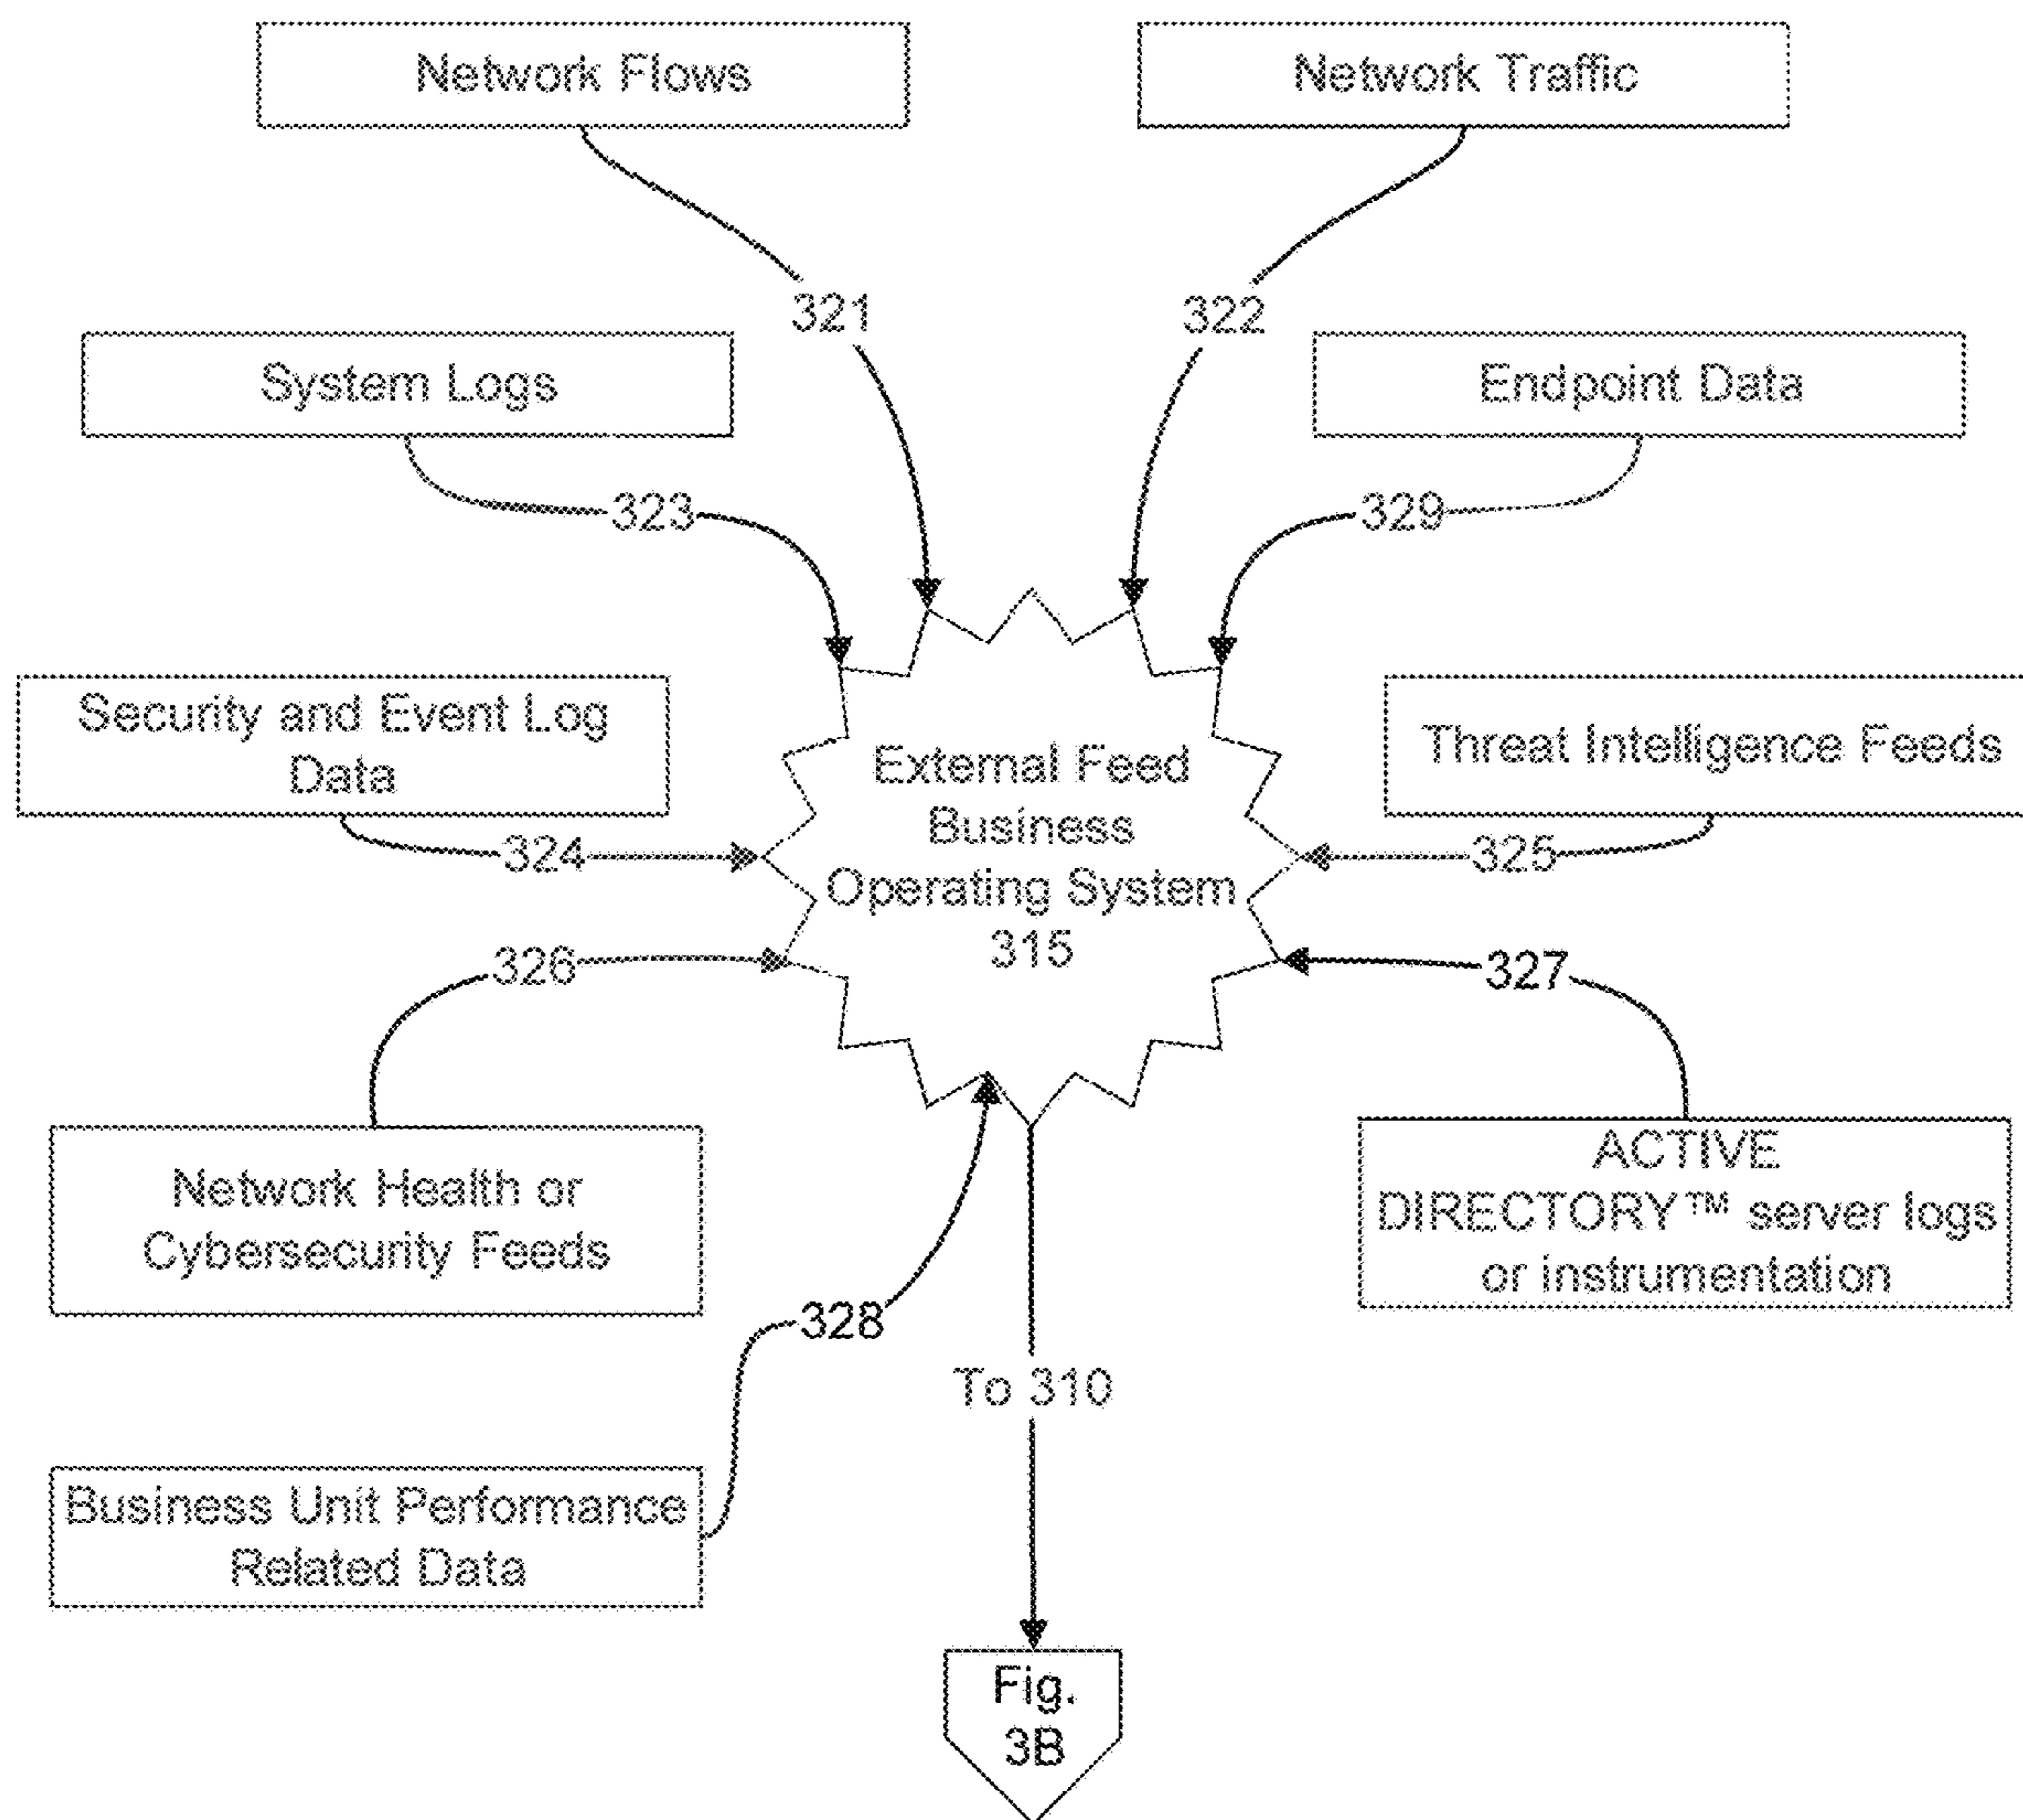 Network Flows
Network Traffic
321
322
System Logs
Endpoint Data
323
329
Security and Event Log
Data
Threat Intelligence Feeds
External Feed
Business
Operating System
315
324
325
326
327
Network Health or
Cybersecurity Feeds
ACTIVE
DIRECTORY™ server logs
or instrumentation
328
To 310
Business Unit Performance
Related Data
Fig.
3B